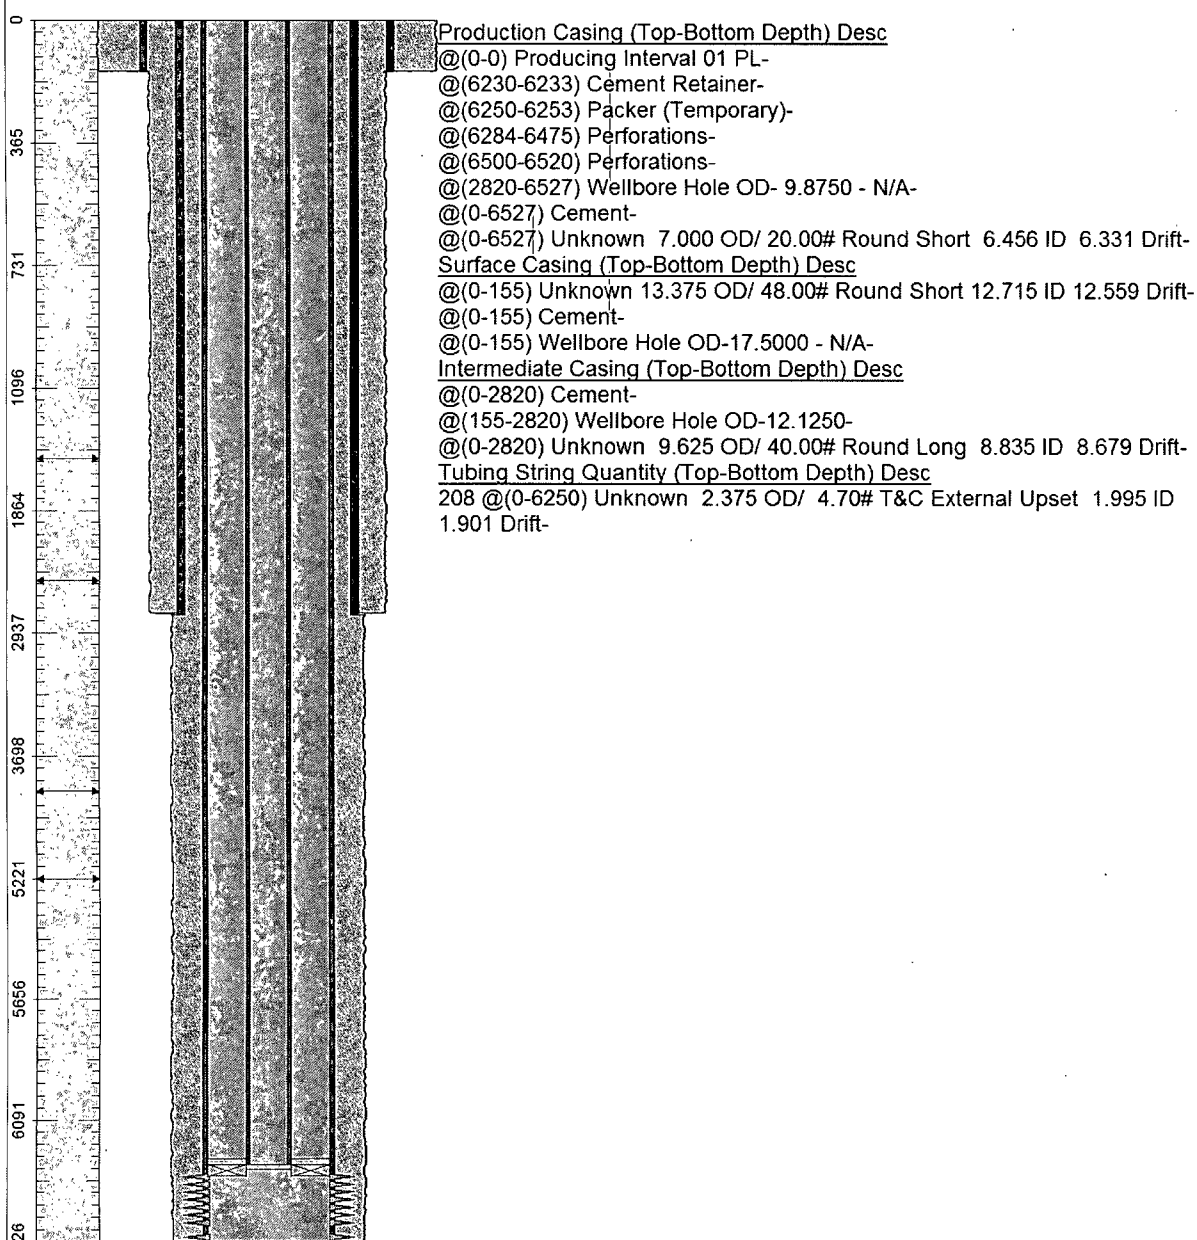 Production Casing (Top-Bottom Depth) Desc
@(0-0) Producing Interval 01 PL-
@(6230-6233) Cement Retainer-
@(6250-6253) Packer (Temporary)-
@(6284-6475) Perforations-
@(6500-6520) Perforations-
@(2820-6527) Wellbore Hole OD- 9.8750 - N/A-
@(0-6527) Cement-
@(0-6527) Unknown 7.000 OD/ 20.00# Round Short 6.456 ID 6.331 Drift-
Surface Casing (Top-Bottom Depth) Desc
@(0-155) Unknown 13.375 OD/ 48.00# Round Short 12.715 ID 12.559 Drift-
@(0-155) Cement-
@(0-155) Wellbore Hole OD-17.5000 - N/A-
Intermediate Casing (Top-Bottom Depth) Desc
@(0-2820) Cement-
@(155-2820) Wellbore Hole OD-12.1250-
@(0-2820) Unknown 9.625 OD/ 40.00# Round Long 8.835 ID 8.679 Drift-
Tubing String Quantity (Top-Bottom Depth) Desc
208 @(0-6250) Unknown 2.375 OD/ 4.70# T&C External Upset 1.995 ID
1.901 Drift-
0
365
731
1096
1864
2937
3698
5221
5656
6091